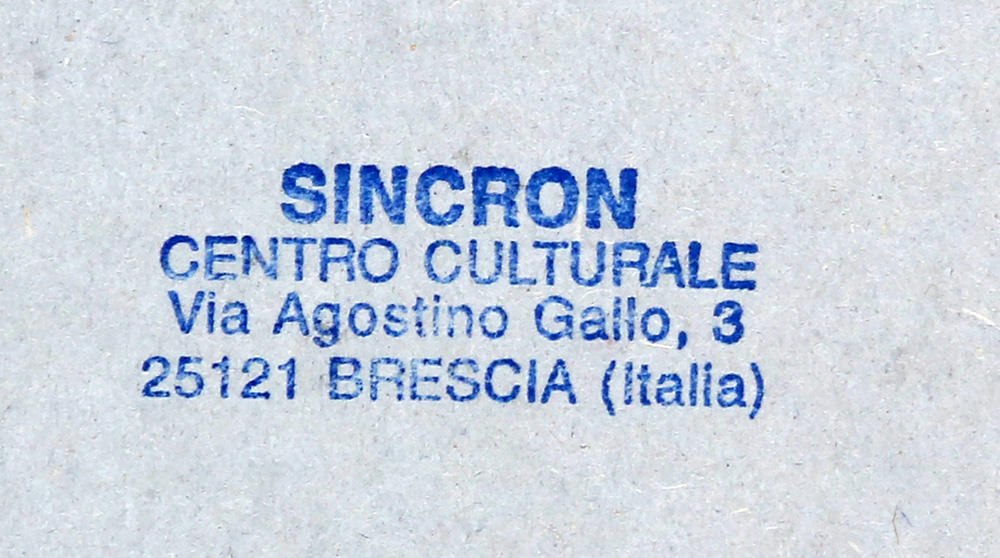 SINCRON
CENTRO CULTURALE
Via Agostino Gallo, 3
25121 BRESCIA (Italia)